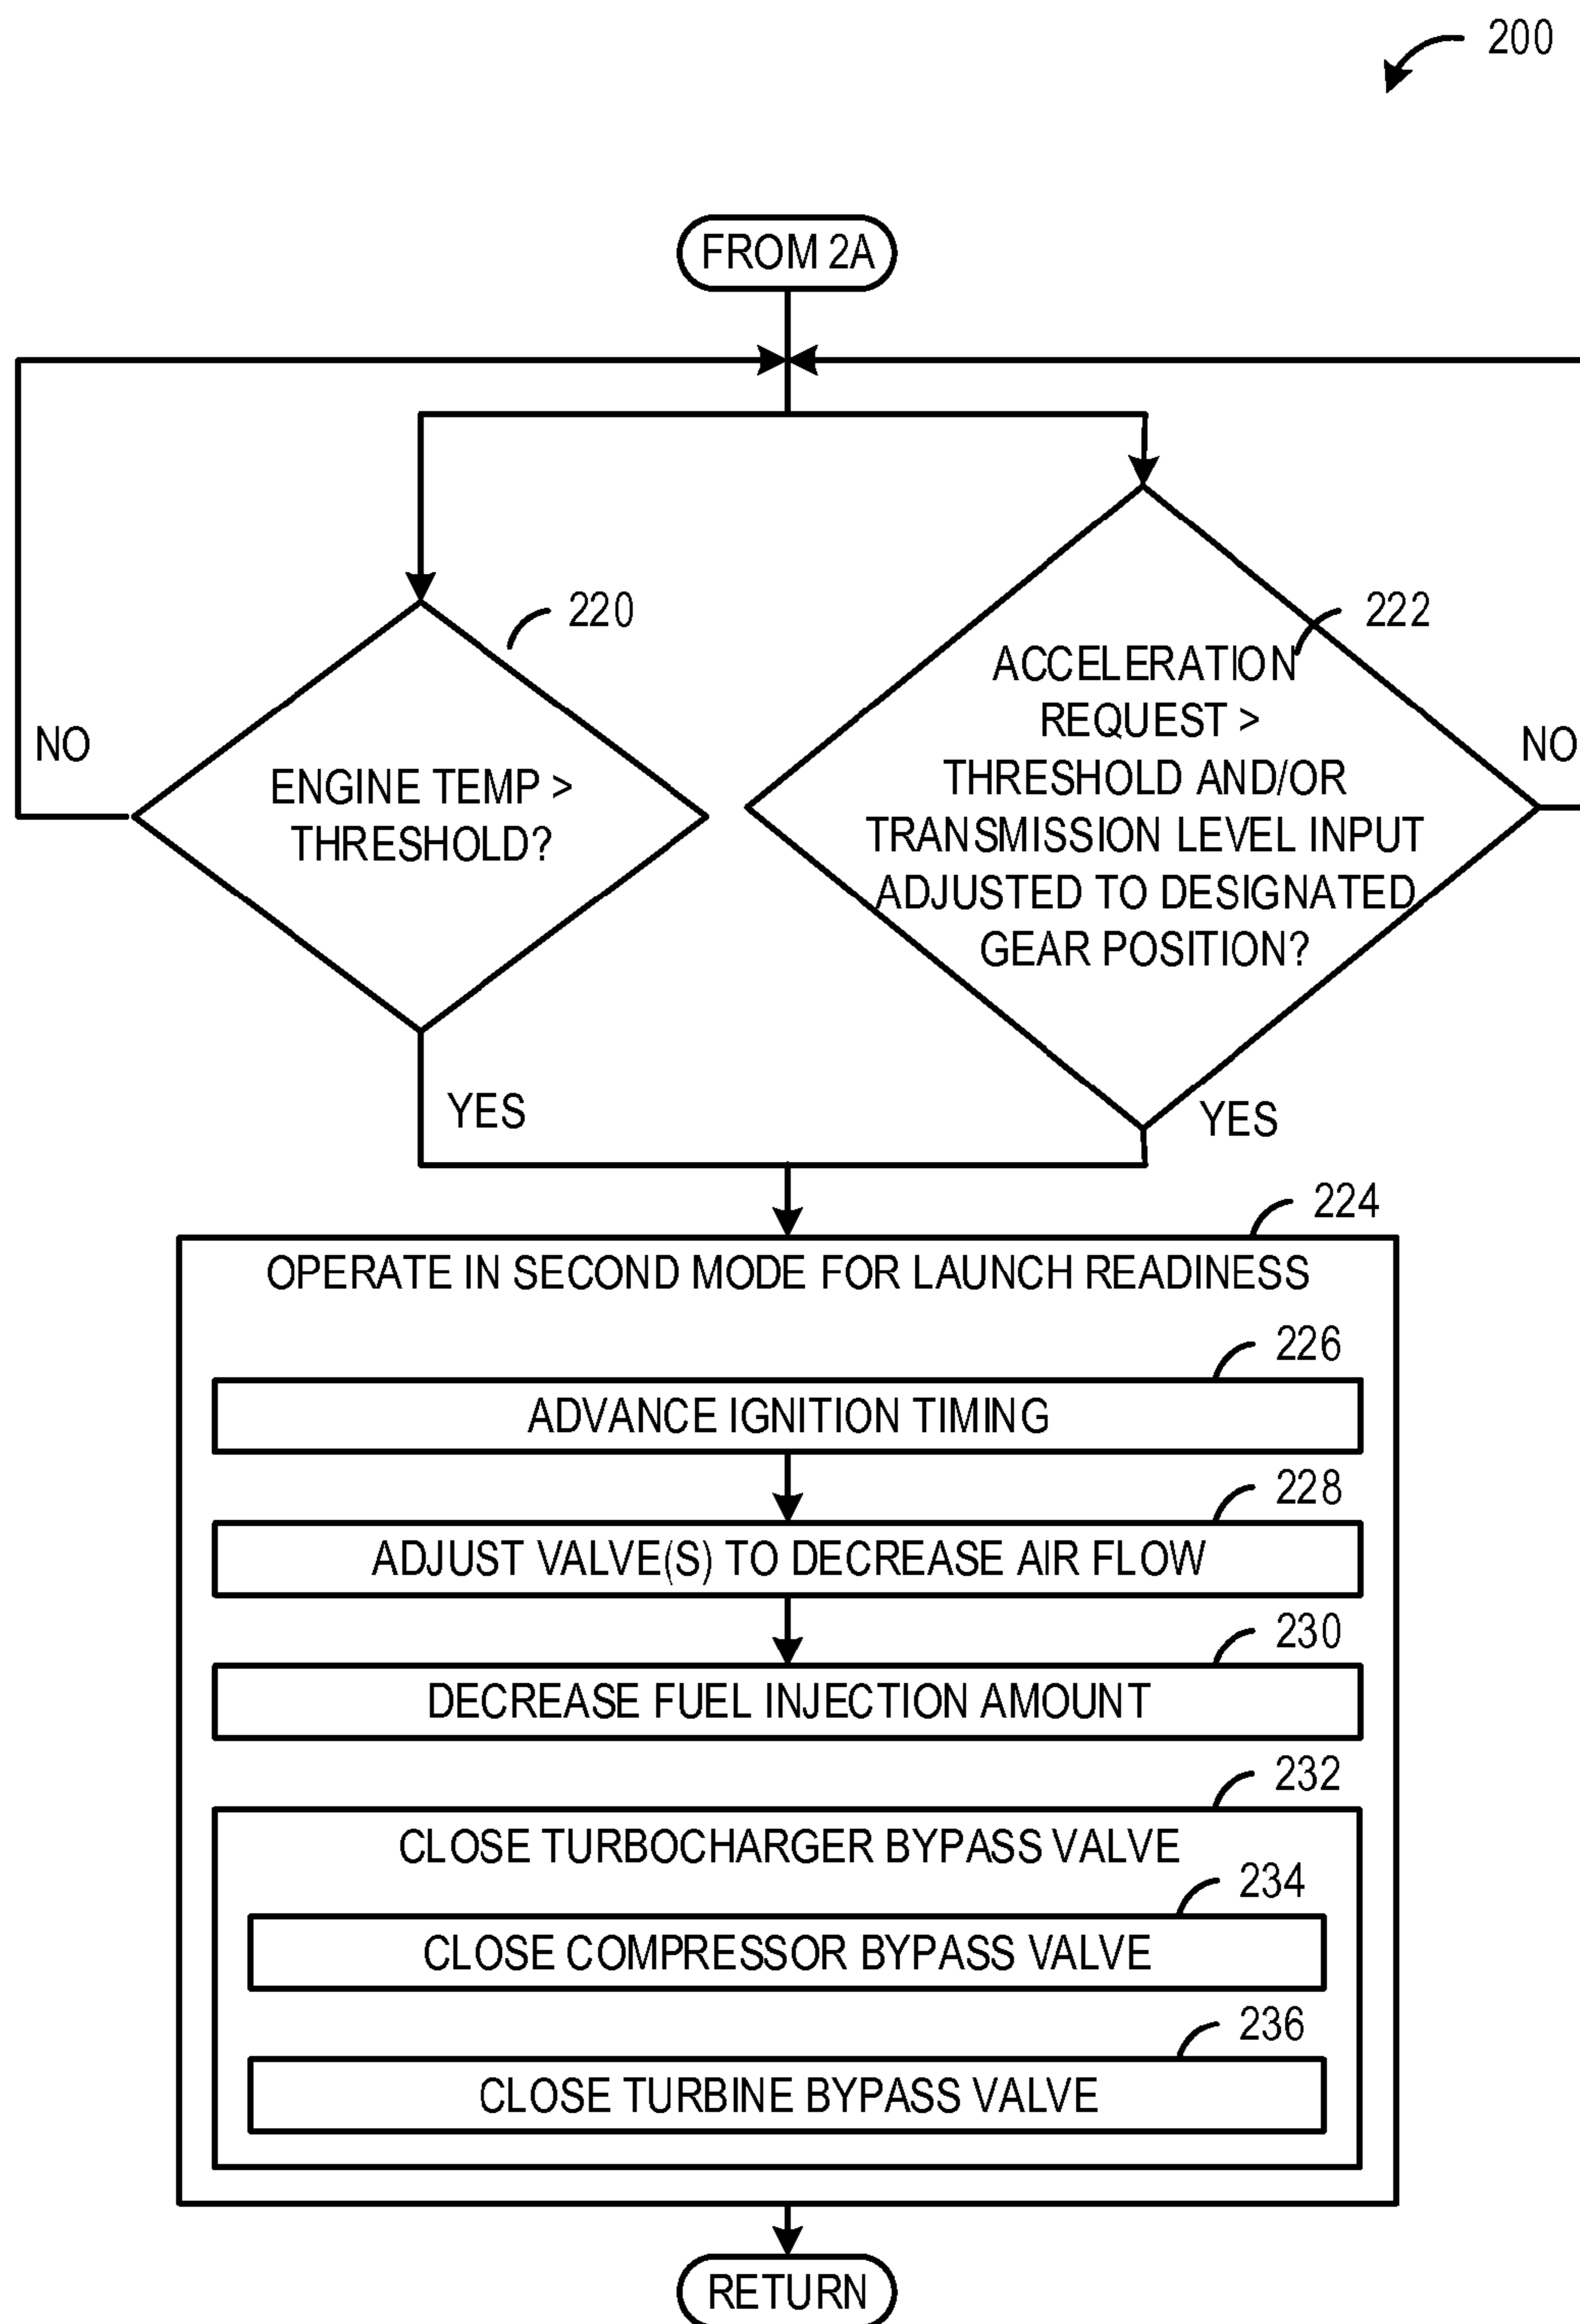 200
FROM 2A
220
222
NO
ENGINE TEMP >
THRESHOLD?
ACCELERATION
REQUEST >
THRESHOLD AND/OR
TRANSMISSION LEVEL INPUT
ADJUSTED TO DESIGNATED
GEAR POSITION?
NO
YES
YES
224
OPERATE IN SECOND MODE FOR LAUNCH READINESS
226
ADVANCE IGNITION TIMING
228
ADJUST VALVE(S) TO DECREASE AIR FLOW
230
DECREASE FUEL INJECTION AMOUNT
232
CLOSE TURBOCHARGER BYPASS VALVE
234
CLOSE COMPRESSOR BYPASS VALVE
236
CLOSE TURBINE BYPASS VALVE
RETURN